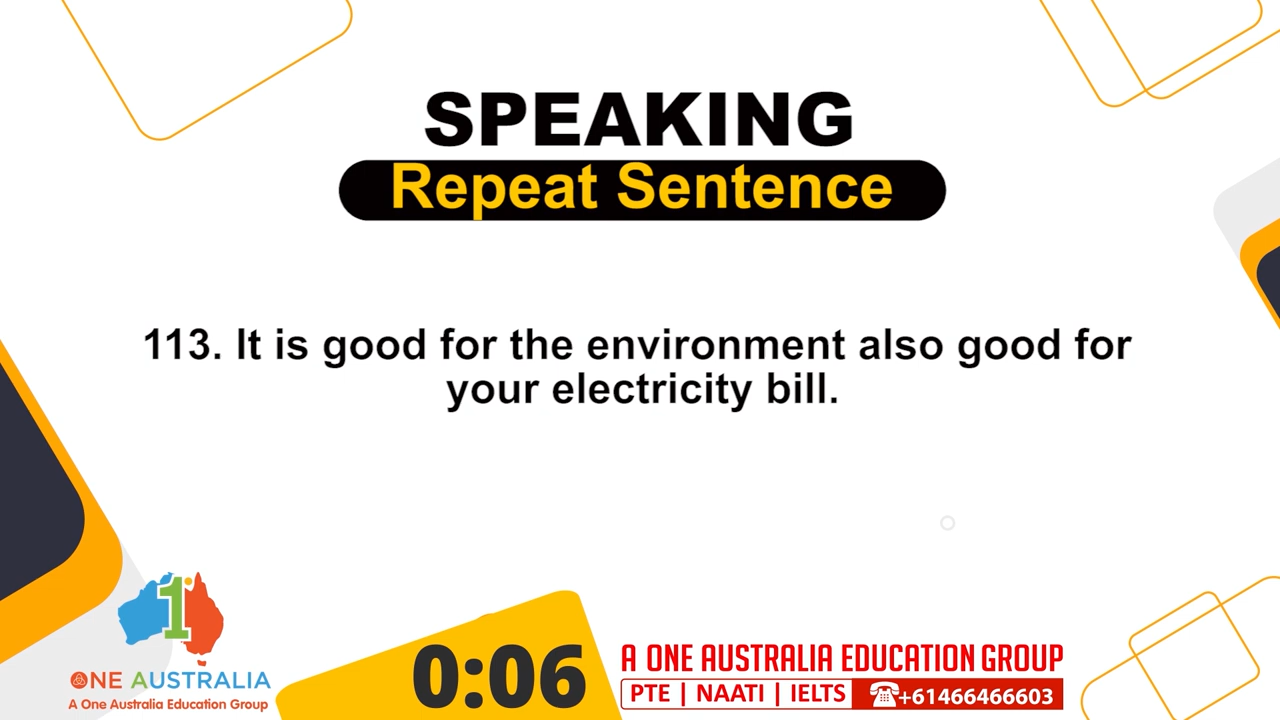 SPEAKING
Repeat Sentence
113. It is good for the environment also good for
your electricity bill.
1
ONE AUSTRALIA
A One Australia Education Group
0:06
A ONE AUSTRALIA EDUCATION GROUP
PTE | NAATI | IELTS +61466466603